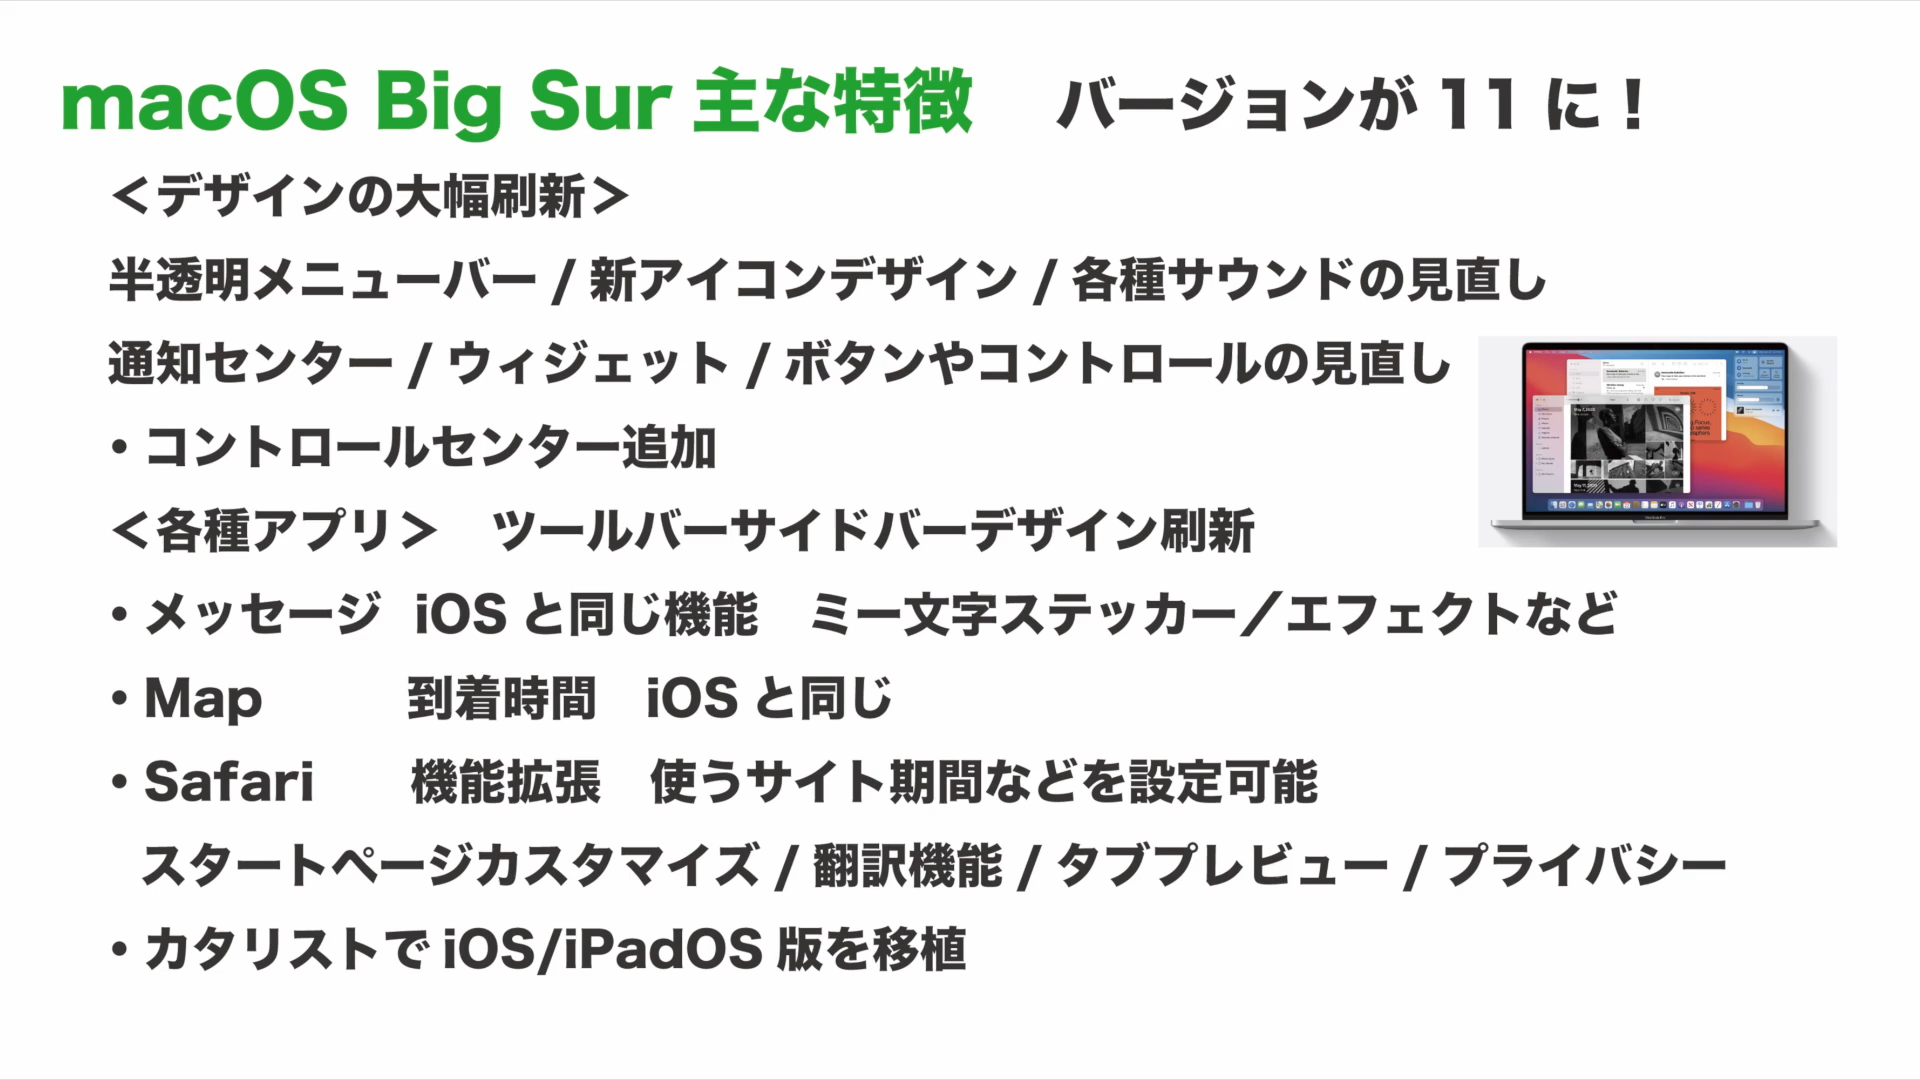 macOS Big Sur 主な特徴　バージョンが 11 に！
＜デザインの大幅刷新＞
半透明メニューバー / 新アイコンデザイン / 各種サウンドの見直し
通知センター / ウィジェット / ボタンやコントロールの見直し
・コントロールセンター追加
＜各種アプリ＞　ツールバーサイドバーデザイン刷新
・メッセージ iOS と同じ機能　ミー文字ステッカー／エフェクトなど
・Map　到着時間　iOS と同じ
・Safari　機能拡張　使うサイト期間などを設定可能
スタートページカスタマイズ / 翻訳機能 / タブプレビュー / プライバシー
・カタリストで iOS/iPadOS 版を移植